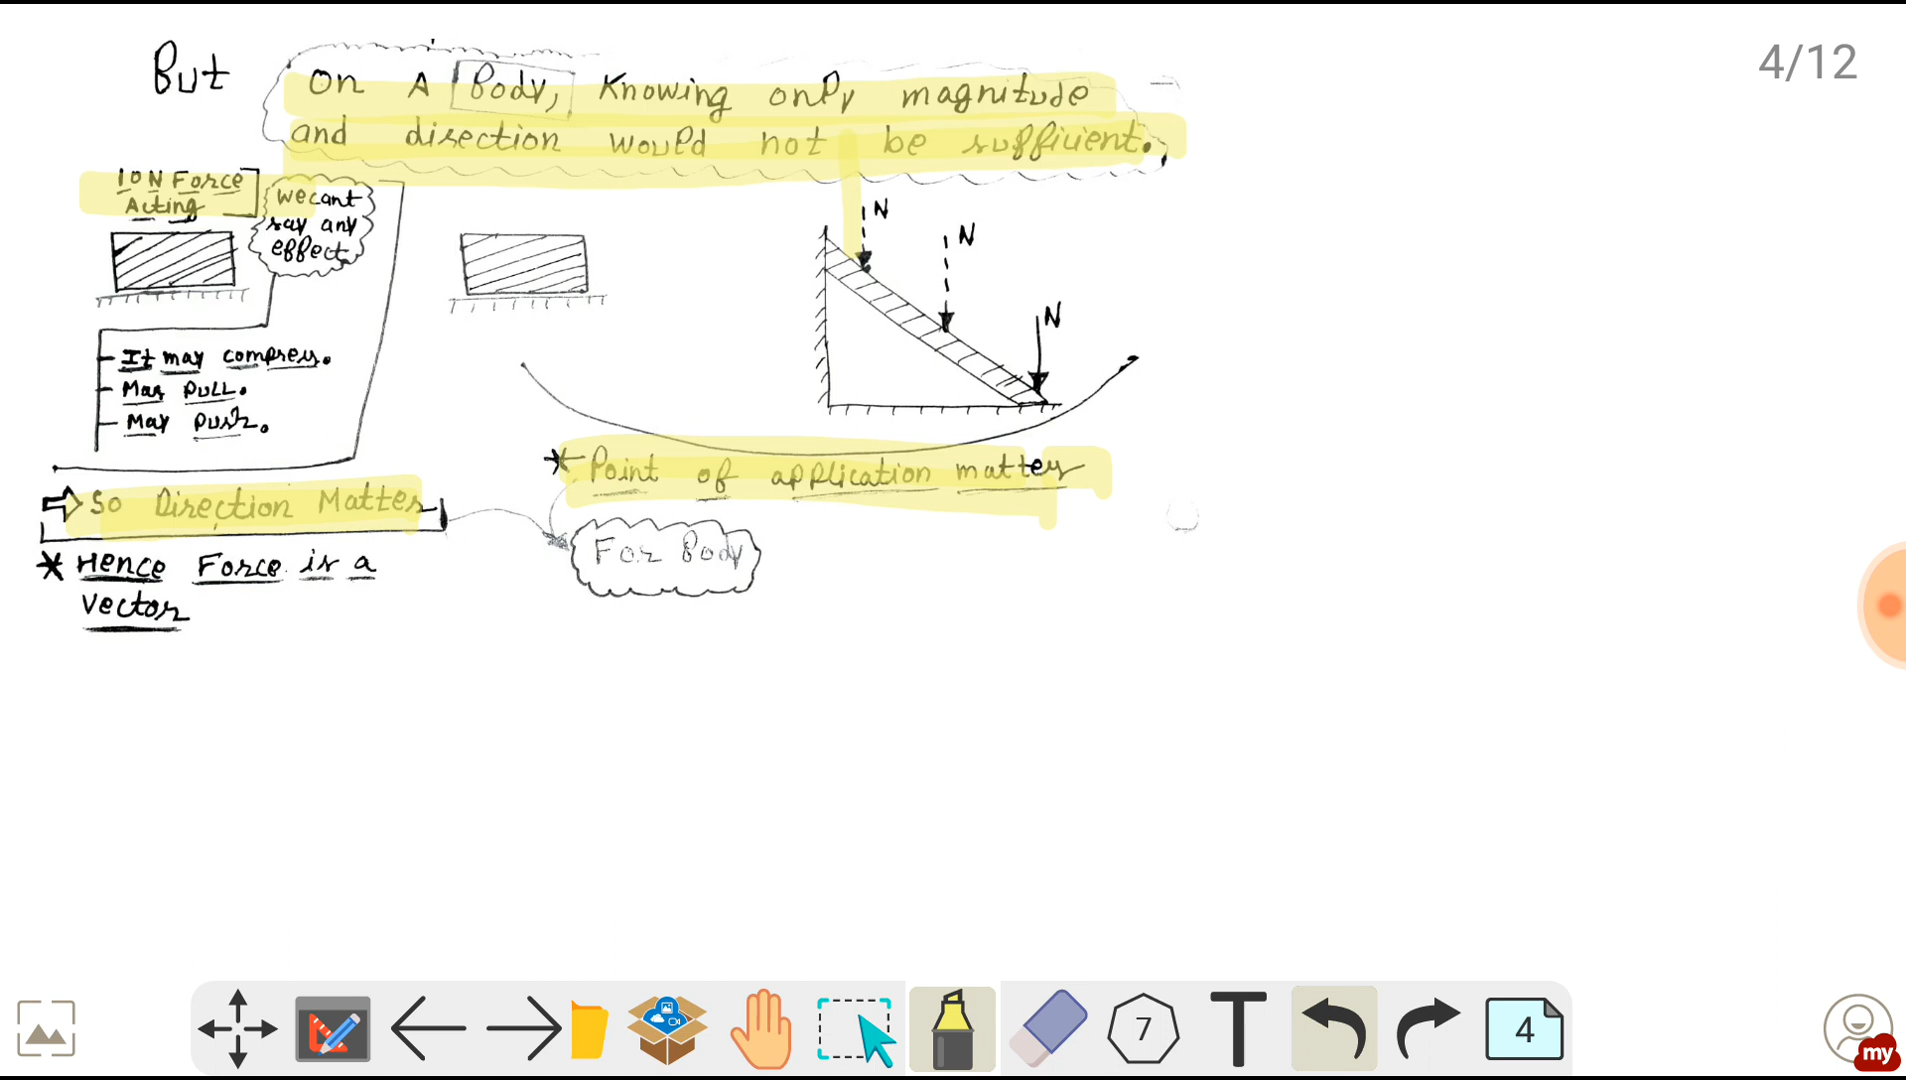 4/12
But on A Body, Knowing only magnitude
and direction would not be sufficient.
10N Force
Acting
we cant
say any
effect
N
N
N
It may compress.
May pull.
May push.
* Point of application matter
So Direction Matter
For Body
* Hence Force is a
vector
7
T
4
my